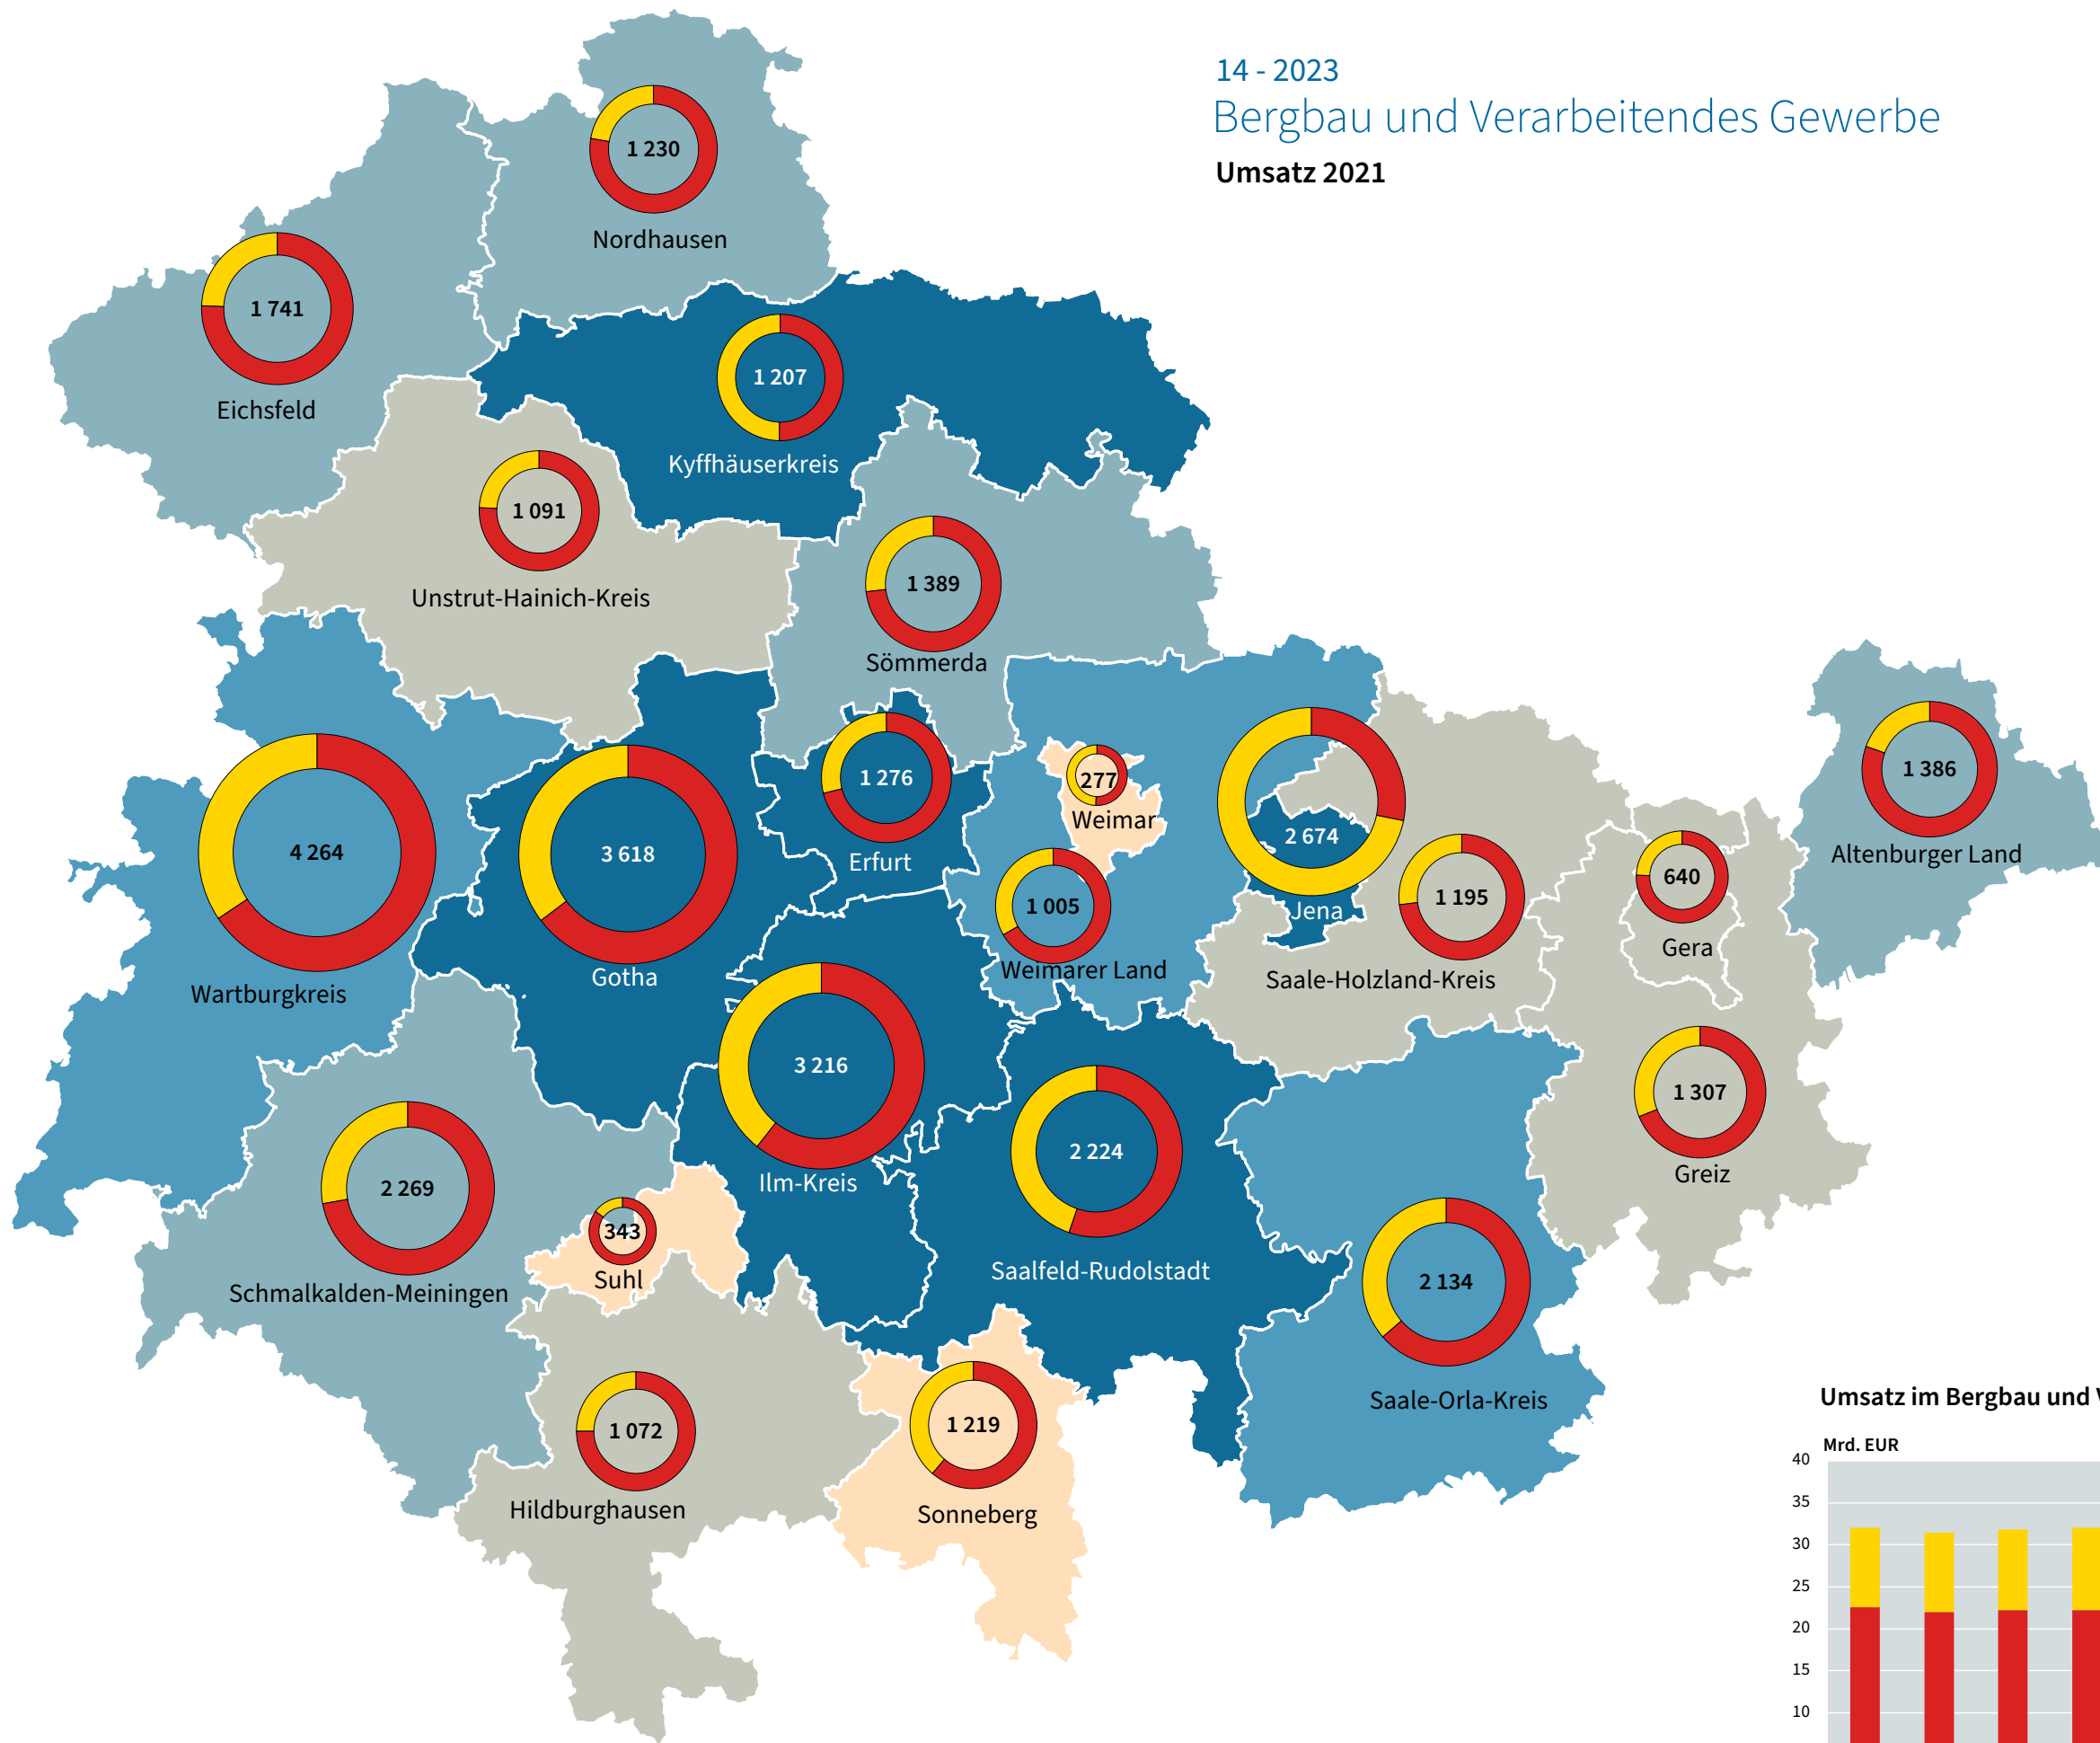 14 - 2023
Bergbau und Verarbeitendes Gewerbe
Umsatz 2021
1 230
Nordhausen
1 741
Eichsfeld
1 207
Kyffhäuserkreis
1 091
Unstrut-Hainich-Kreis
1 389
Sömmerda
4 264
Wartburgkreis
3 618
Gotha
1 276
Erfurt
277
Weimar
1 005
Weimarer Land
2 674
Jena
1 195
Saale-Holzland-Kreis
640
Gera
1 386
Altenburger Land
3 216
Ilm-Kreis
2 224
Saalfeld-Rudolstadt
1 307
Greiz
2 269
Schmalkalden-Meiningen
343
Suhl
2 134
Saale-Orla-Kreis
1 072
Hildburghausen
1 219
Sonneberg
Umsatz im Bergbau und
Mrd. EUR
40
35
30
25
20
15
10